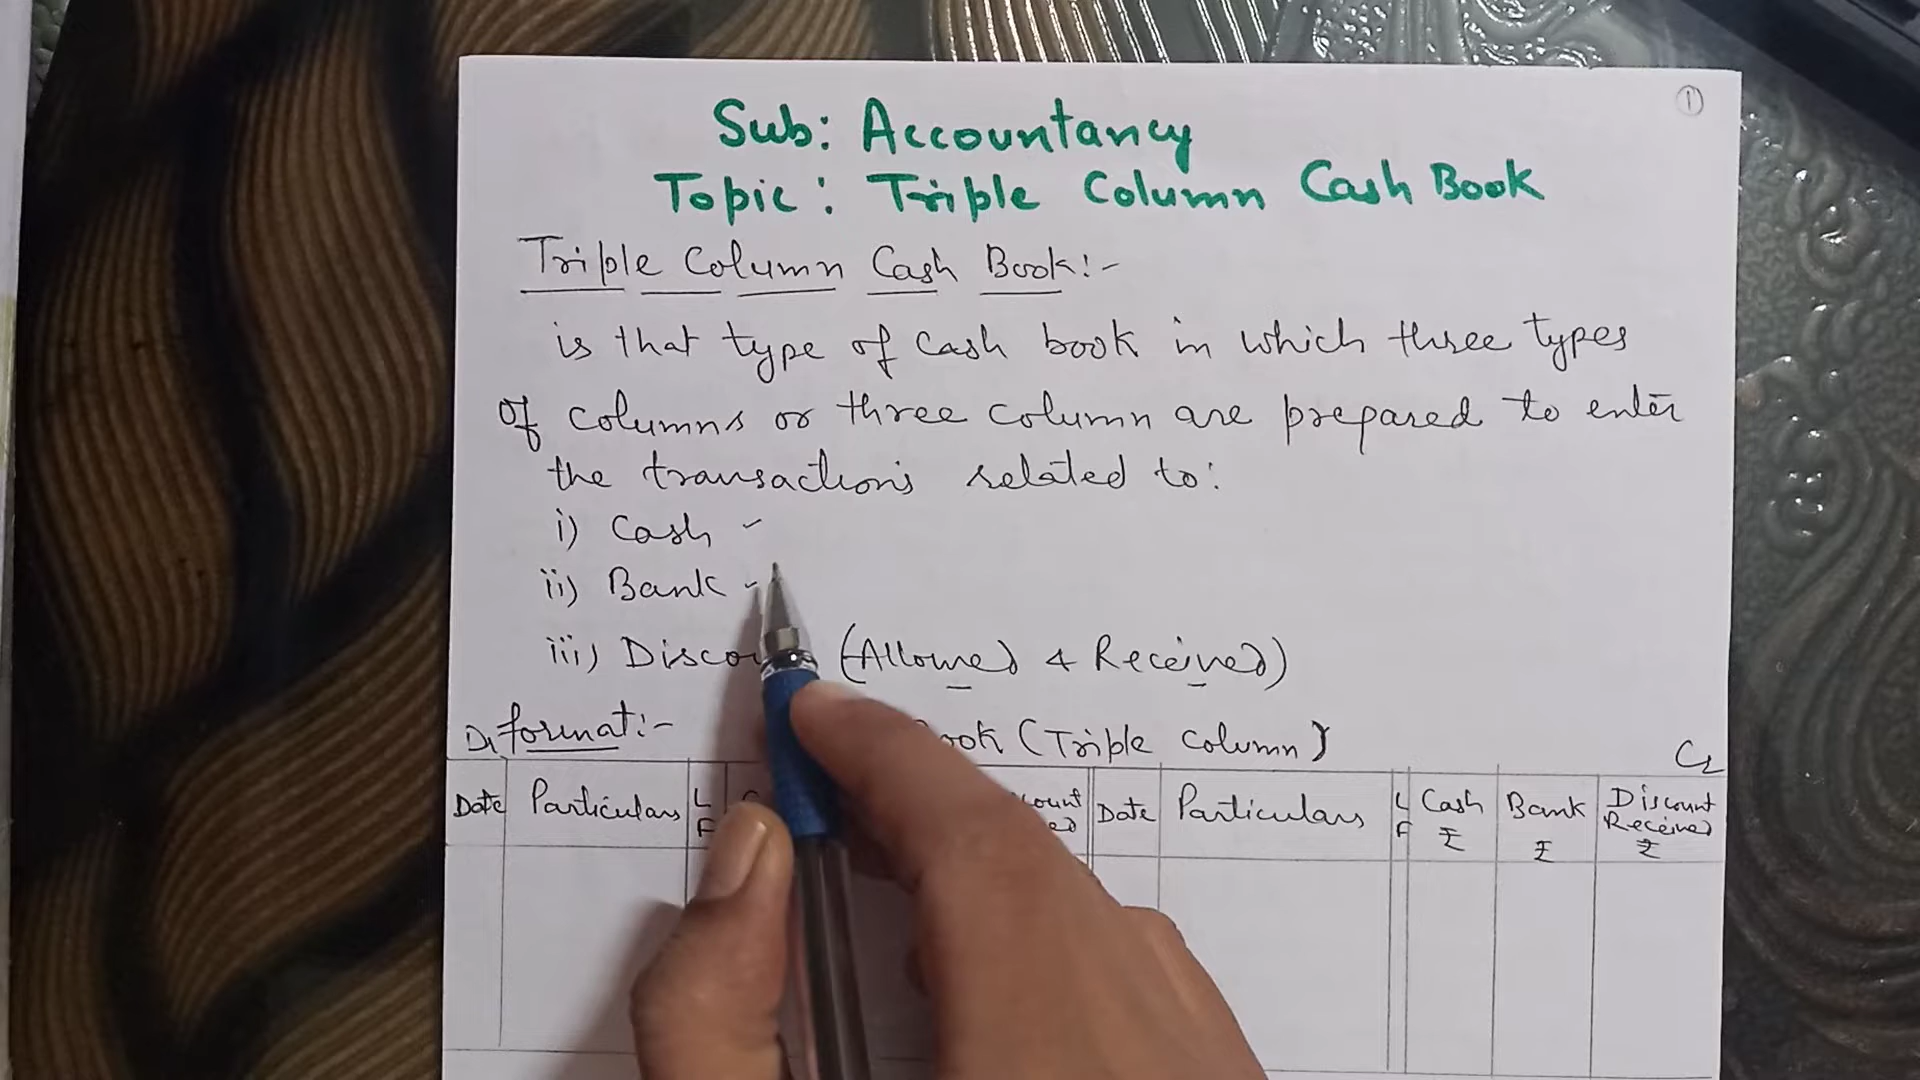 ①
Sub: Accountancy
Topic: Triple Column Cash Book
Triple Column Cash Book:-
is that type of cash book in which three types
of columns or three column are prepared to enter
the transactions related to:
i) Cash
ii) Bank
iii) (Allowed & Received)
Dr format:- (Triple Column) Cr
Date Particulars LF Date Particulars LF Cash ₹ Bank ₹ Discount Received ₹